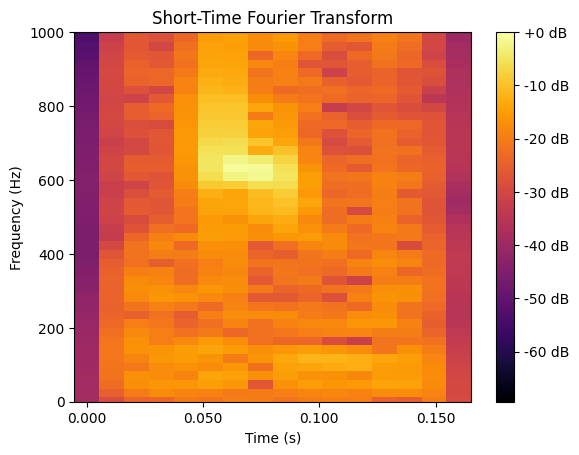 Short-Time Fourier Transform
1000
800
600
400
200
0
Frequency (Hz)
0.000
0.050
0.100
0.150
Time (s)
+0 dB
-10 dB
-20 dB
-30 dB
-40 dB
-50 dB
-60 dB